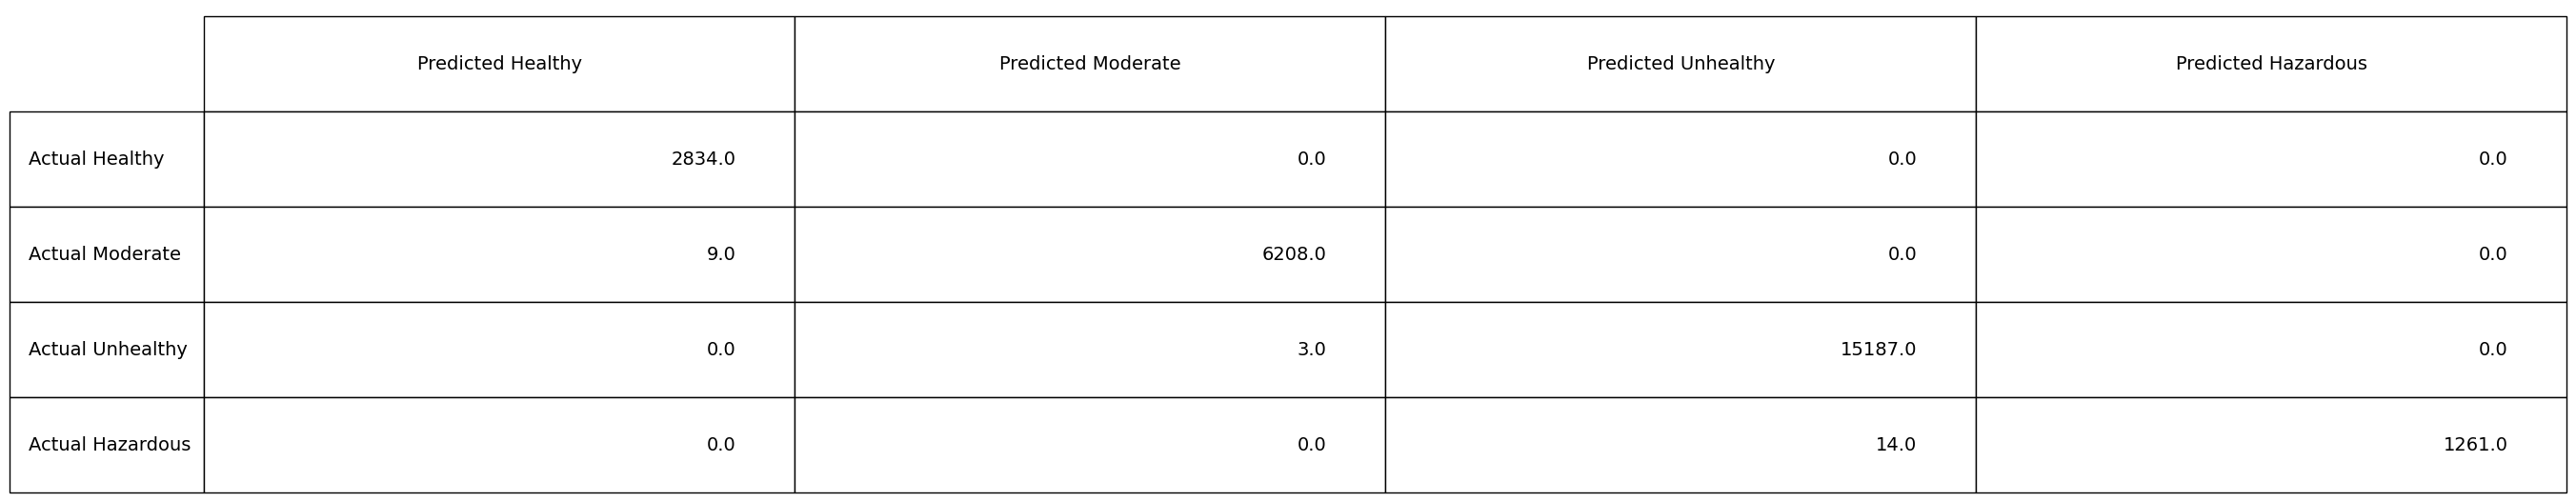 Predicted Healthy Predicted Moderate Predicted Unhealthy Predicted Hazardous
Actual Healthy 2834.0 0.0 0.0 0.0
Actual Moderate 9.0 6208.0 0.0 0.0
Actual Unhealthy 0.0 3.0 15187.0 0.0
Actual Hazardous 0.0 0.0 14.0 1261.0